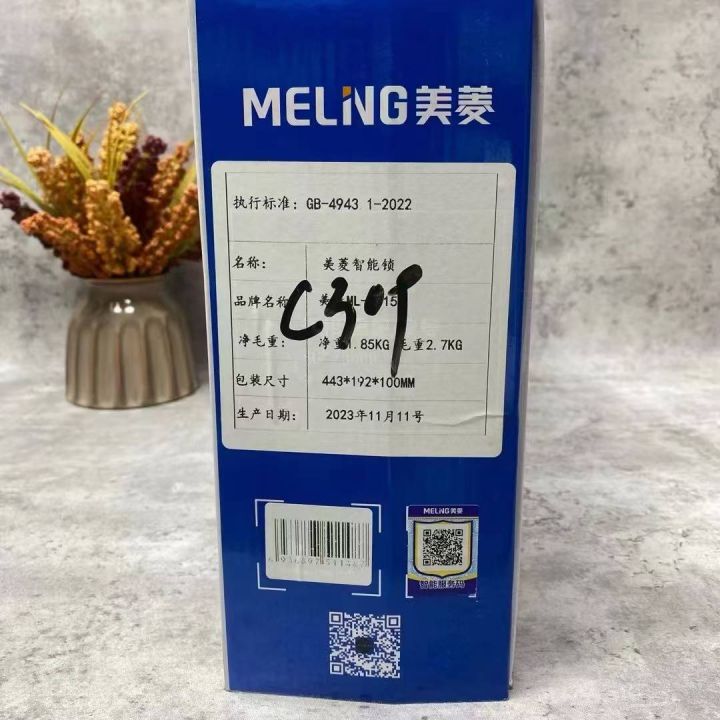 MELING美菱
执行标准: GB-4943 1-2022
名称: 美菱智能锁
品牌名称
净毛重: 净重1.85KG 毛重2.7KG
包装尺寸 443*192*100MM
生产日期: 2023年11月11号
MELING美菱
智能服务码